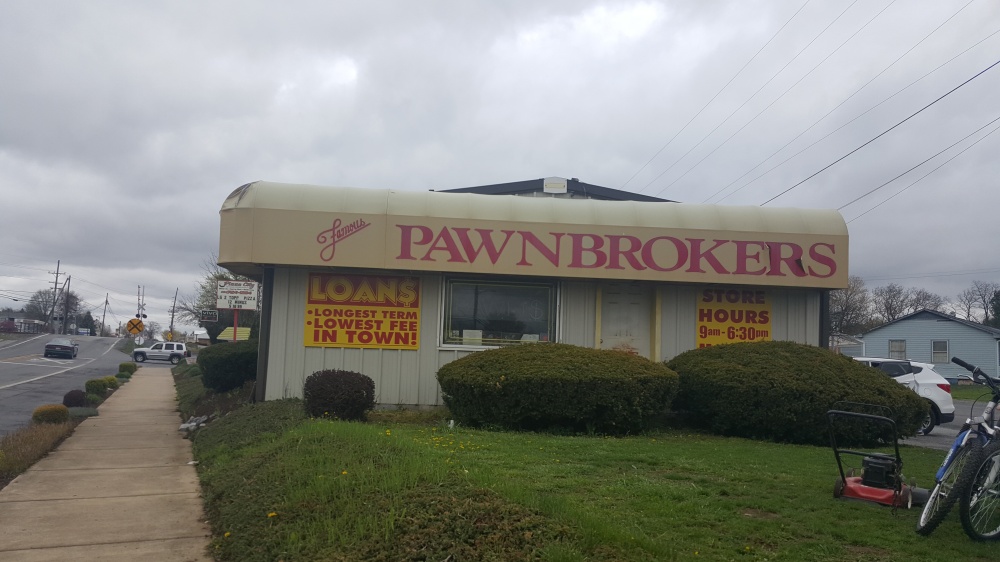 Famous PAWNBROKERS
LOANS
• LONGEST TERM
• LOWEST FEE
IN TOWN!
STORE
HOURS
9AM - 6:30PM